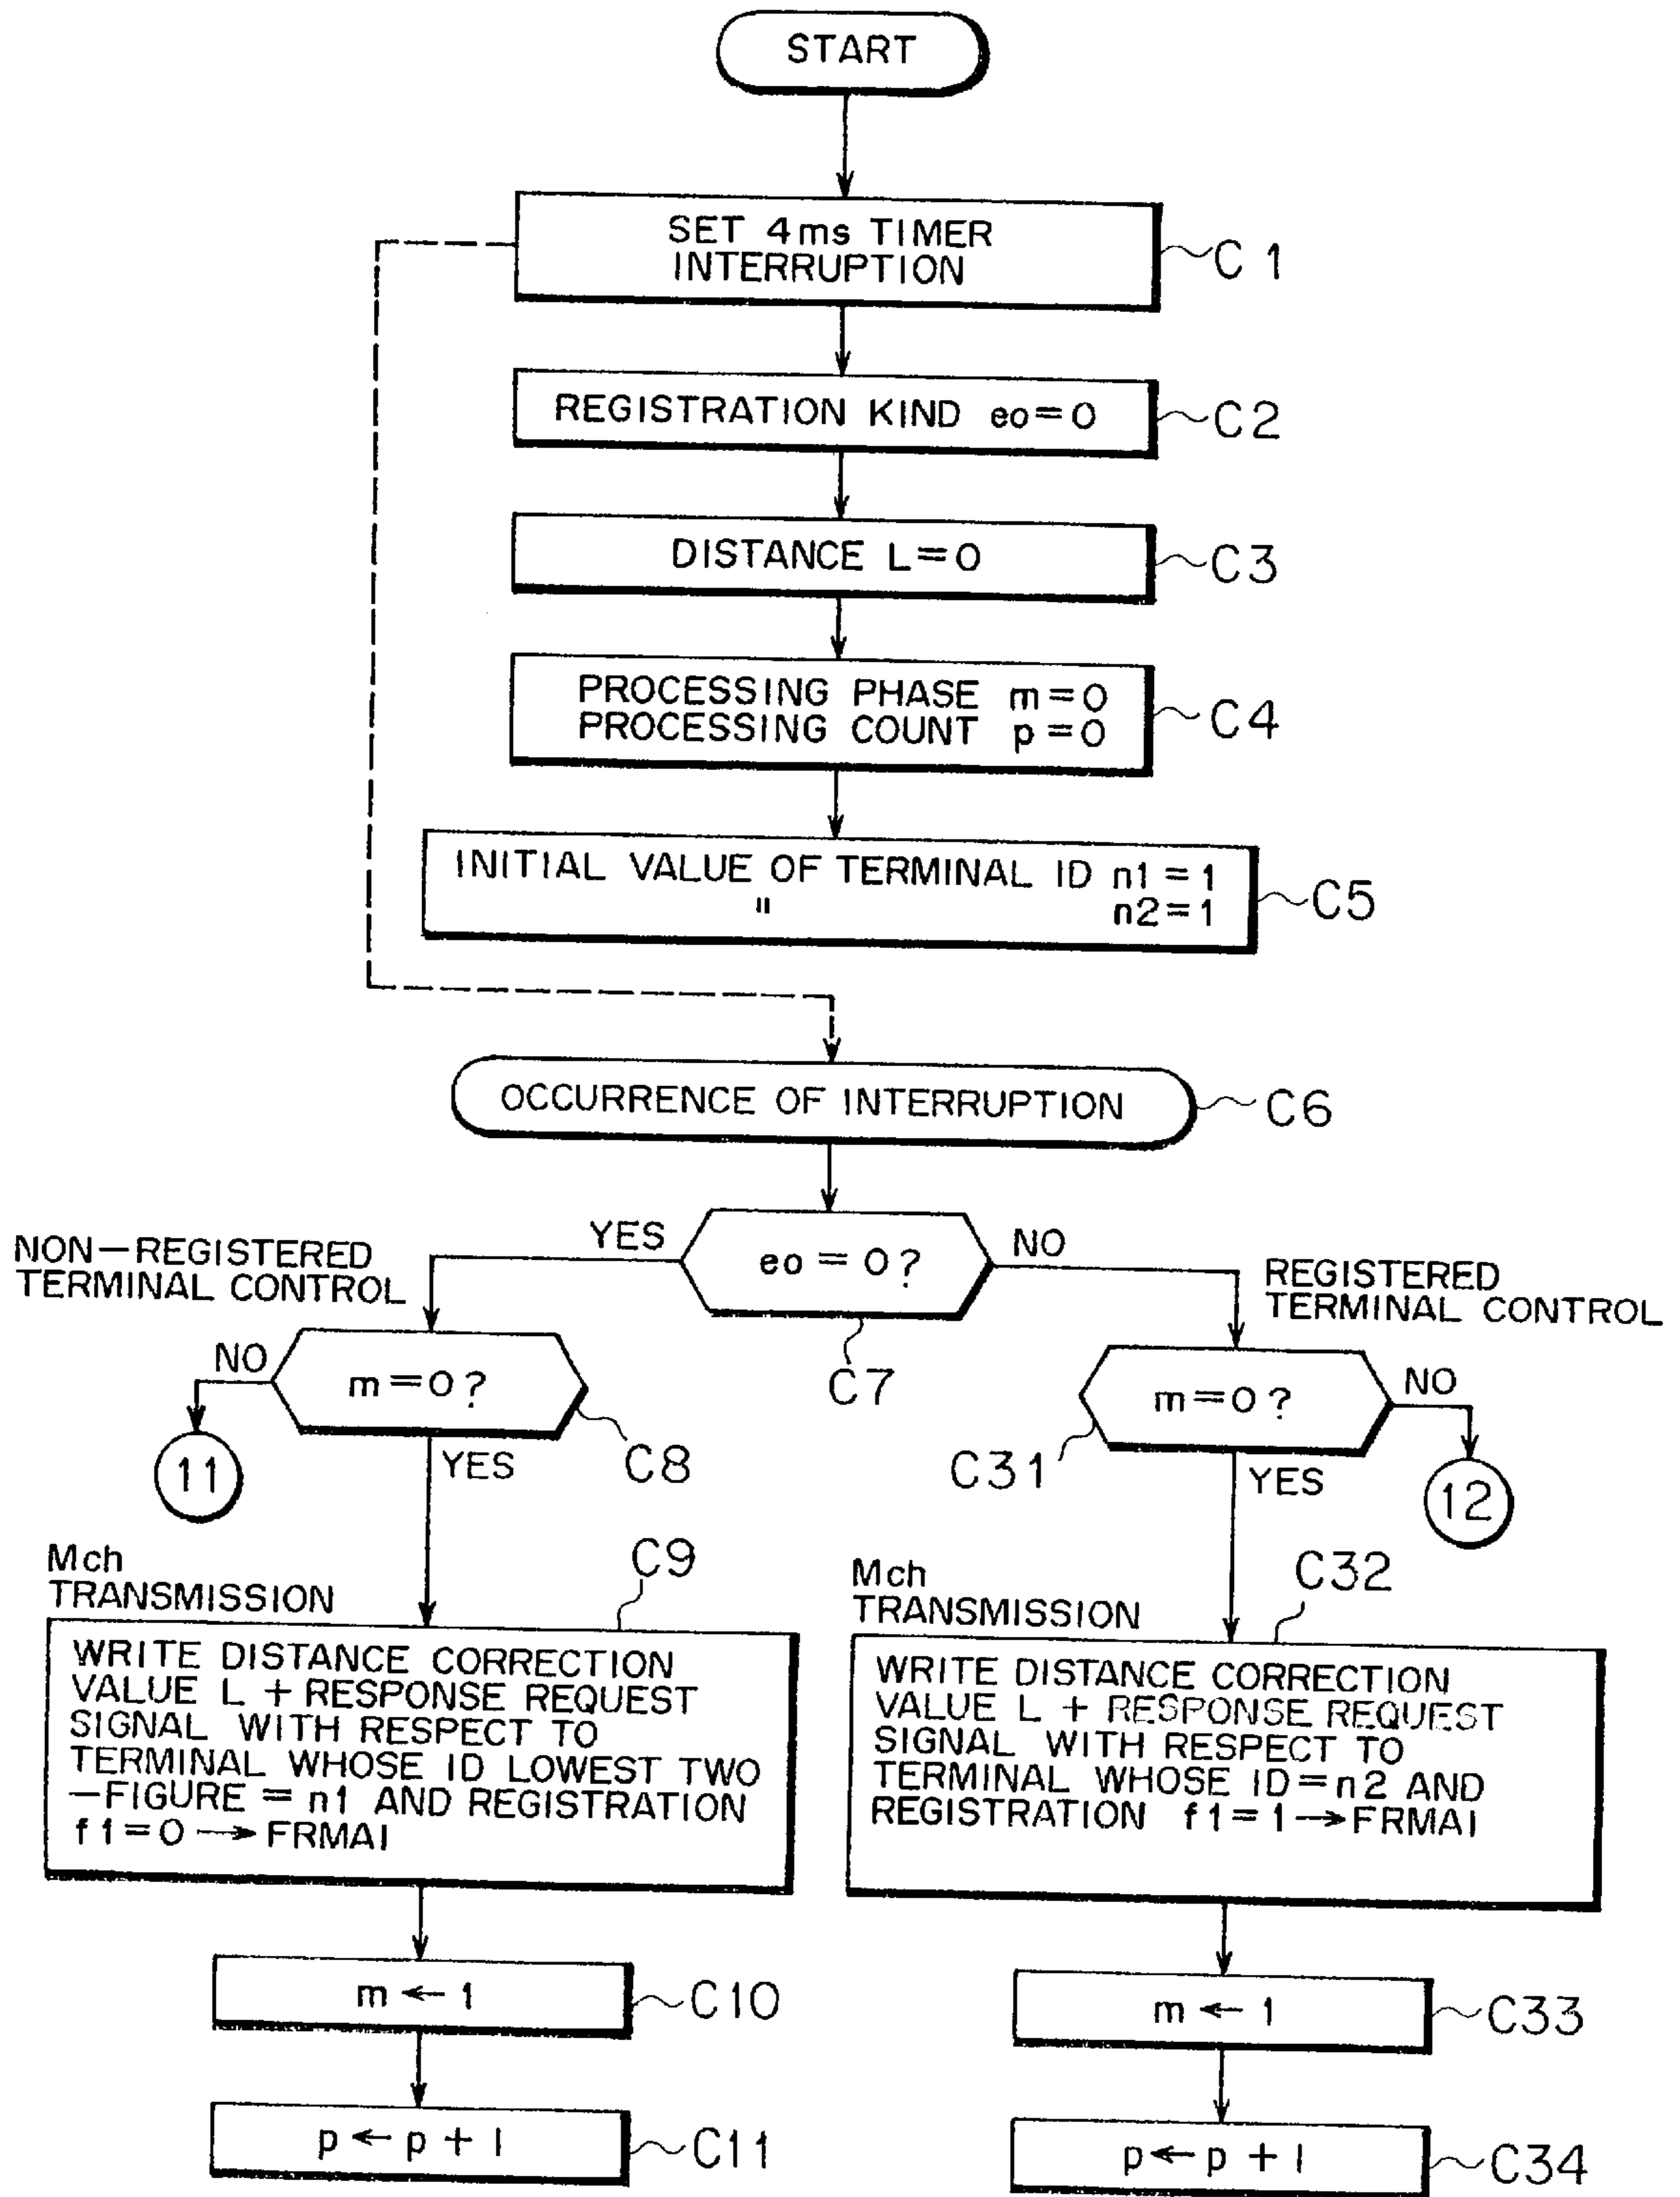 START
SET 4ms TIMER
INTERRUPTION
C1
REGISTRATION KIND eo=0
C2
DISTANCE L=0
C3
PROCESSING PHASE m=0
PROCESSING COUNT p=0
C4
INITIAL VALUE OF TERMINAL ID n1=1
" n2=1
C5
OCCURRENCE OF INTERRUPTION
C6
eo=0?
YES
NO
C7
NON-REGISTERED
TERMINAL CONTROL
REGISTERED
TERMINAL CONTROL
m=0?
NO
YES
C8
11
m=0?
NO
YES
C31
12
Mch
TRANSMISSION
C9
WRITE DISTANCE CORRECTION
VALUE L + RESPONSE REQUEST
SIGNAL WITH RESPECT TO
TERMINAL WHOSE ID LOWEST TWO
-FIGURE = n1 AND REGISTRATION
f1=0→FRMAI
Mch
TRANSMISSION
C32
WRITE DISTANCE CORRECTION
VALUE L + RESPONSE REQUEST
SIGNAL WITH RESPECT TO
TERMINAL WHOSE ID=n2 AND
REGISTRATION f1=1→FRMAI
m←1
C10
m←1
C33
p←p+1
C11
p←p+1
C34